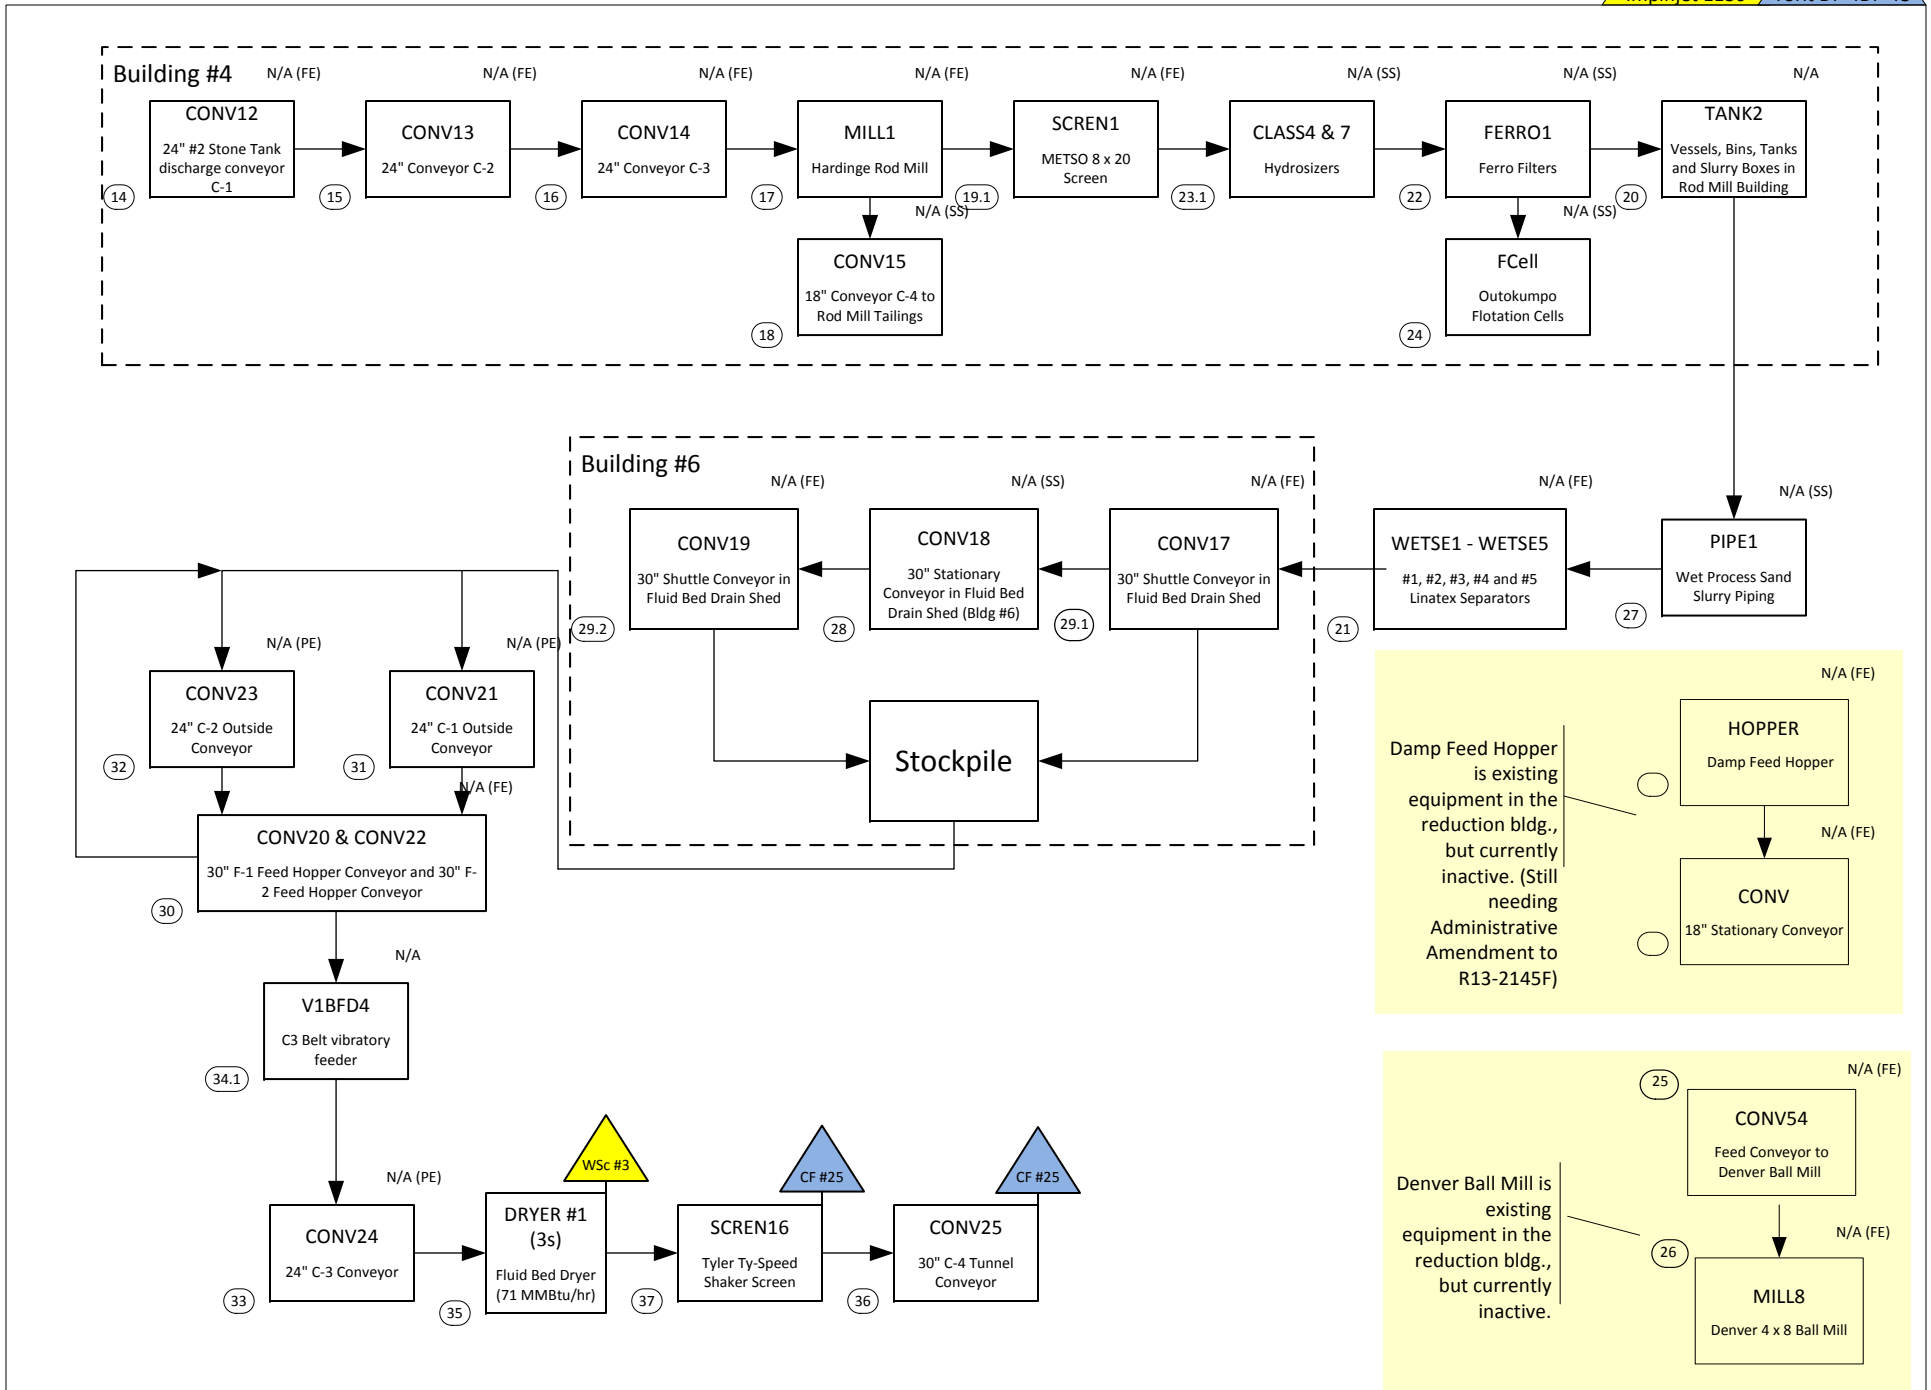 Building #4
N/A (FE)
N/A (FE)
N/A (FE)
N/A (FE)
N/A (FE)
N/A (SS)
N/A (SS)
N/A
CONV12
24" #2 Stone Tank
discharge conveyor
C-1
14
CONV13
24" Conveyor C-2
15
CONV14
24" Conveyor C-3
16
MILL1
Hardinge Rod Mill
17
SCREN1
METSO 8 x 20
Screen
19.1
CLASS4 & 7
Hydrosizers
23.1
FERRO1
Ferro Filters
22
TANK2
Vessels, Bins, Tanks
and Slurry Boxes in
Rod Mill Building
20
N/A (SS)
CONV15
18" Conveyor C-4 to
Rod Mill Tailings
18
N/A (SS)
FCell
Outokumpo
Flotation Cells
24
Building #6
N/A (FE)
CONV19
30" Shuttle Conveyor in
Fluid Bed Drain Shed
29.2
N/A (SS)
CONV18
30" Stationary
Conveyor in Fluid Bed
Drain Shed (Bldg #6)
28
N/A (FE)
CONV17
30" Shuttle Conveyor in
Fluid Bed Drain Shed
29.1
N/A (FE)
WETSE1 - WETSE5
#1, #2, #3, #4 and #5
Linatex Separators
21
N/A (SS)
PIPE1
Wet Process Sand
Slurry Piping
27
Stockpile
N/A (PE)
CONV23
24" C-2 Outside
Conveyor
32
N/A (PE)
CONV21
24" C-1 Outside
Conveyor
31
N/A (FE)
CONV20 & CONV22
30" F-1 Feed Hopper Conveyor and 30" F-
2 Feed Hopper Conveyor
30
N/A
V1BFD4
C3 Belt vibratory
feeder
34.1
N/A (PE)
CONV24
24" C-3 Conveyor
33
WSc #3
DRYER #1
(3s)
Fluid Bed Dryer
(71 MMBtu/hr)
35
CF #25
SCREN16
Tyler Ty-Speed
Shaker Screen
37
CF #25
CONV25
30" C-4 Tunnel
Conveyor
36
Damp Feed Hopper
is existing
equipment in the
reduction bldg.,
but currently
inactive. (Still
needing
Administrative
Amendment to
R13-2145F)
N/A (FE)
HOPPER
Damp Feed Hopper
N/A (FE)
CONV
18" Stationary Conveyor
Denver Ball Mill is
existing
equipment in the
reduction bldg.,
but currently
inactive.
25
N/A (FE)
CONV54
Feed Conveyor to
Denver Ball Mill
26
N/A (FE)
MILL8
Denver 4 x 8 Ball Mill